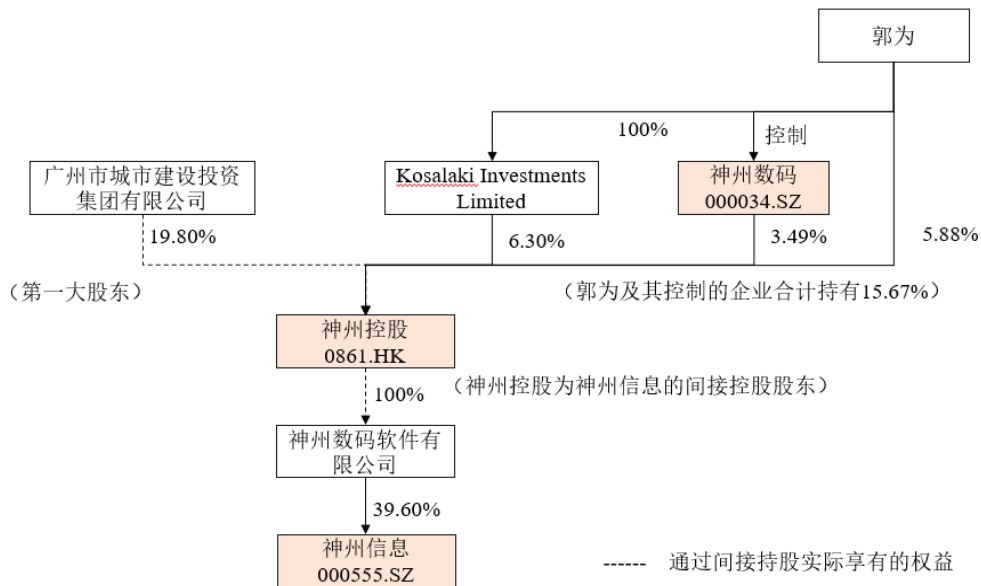 郭为
100%
控制
广州市城市建设投资
集团有限公司
Kosalaki Investments
Limited
神州数码
000034.SZ
19.80%
6.30%
3.49%
5.88%
（第一大股东）
（郭为及其控制的企业合计持有15.67%）
神州控股
0861.HK
100%
（神州控股为神州信息的间接控股股东）
神州数码软件有
限公司
39.60%
神州信息
000555.SZ
------ 通过间接持股实际享有的权益